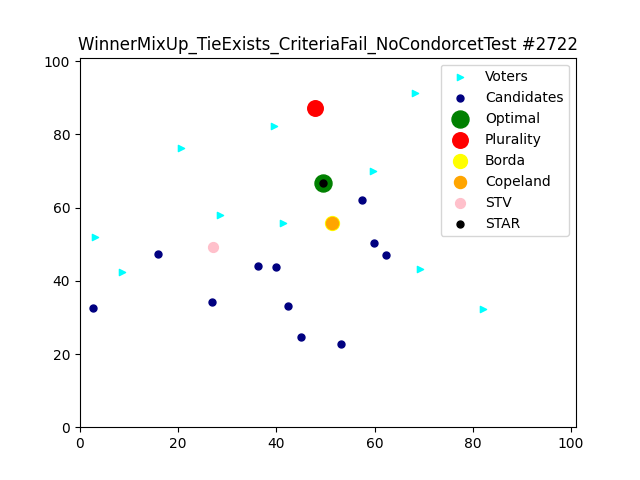 WinnerMixUp_TieExists_CriteriaFail_NoCondorcetTest #2722
Voters
Candidates
Optimal
Plurality
Borda
Copeland
STV
STAR
100
80
60
40
20
0
0 20 40 60 80 100